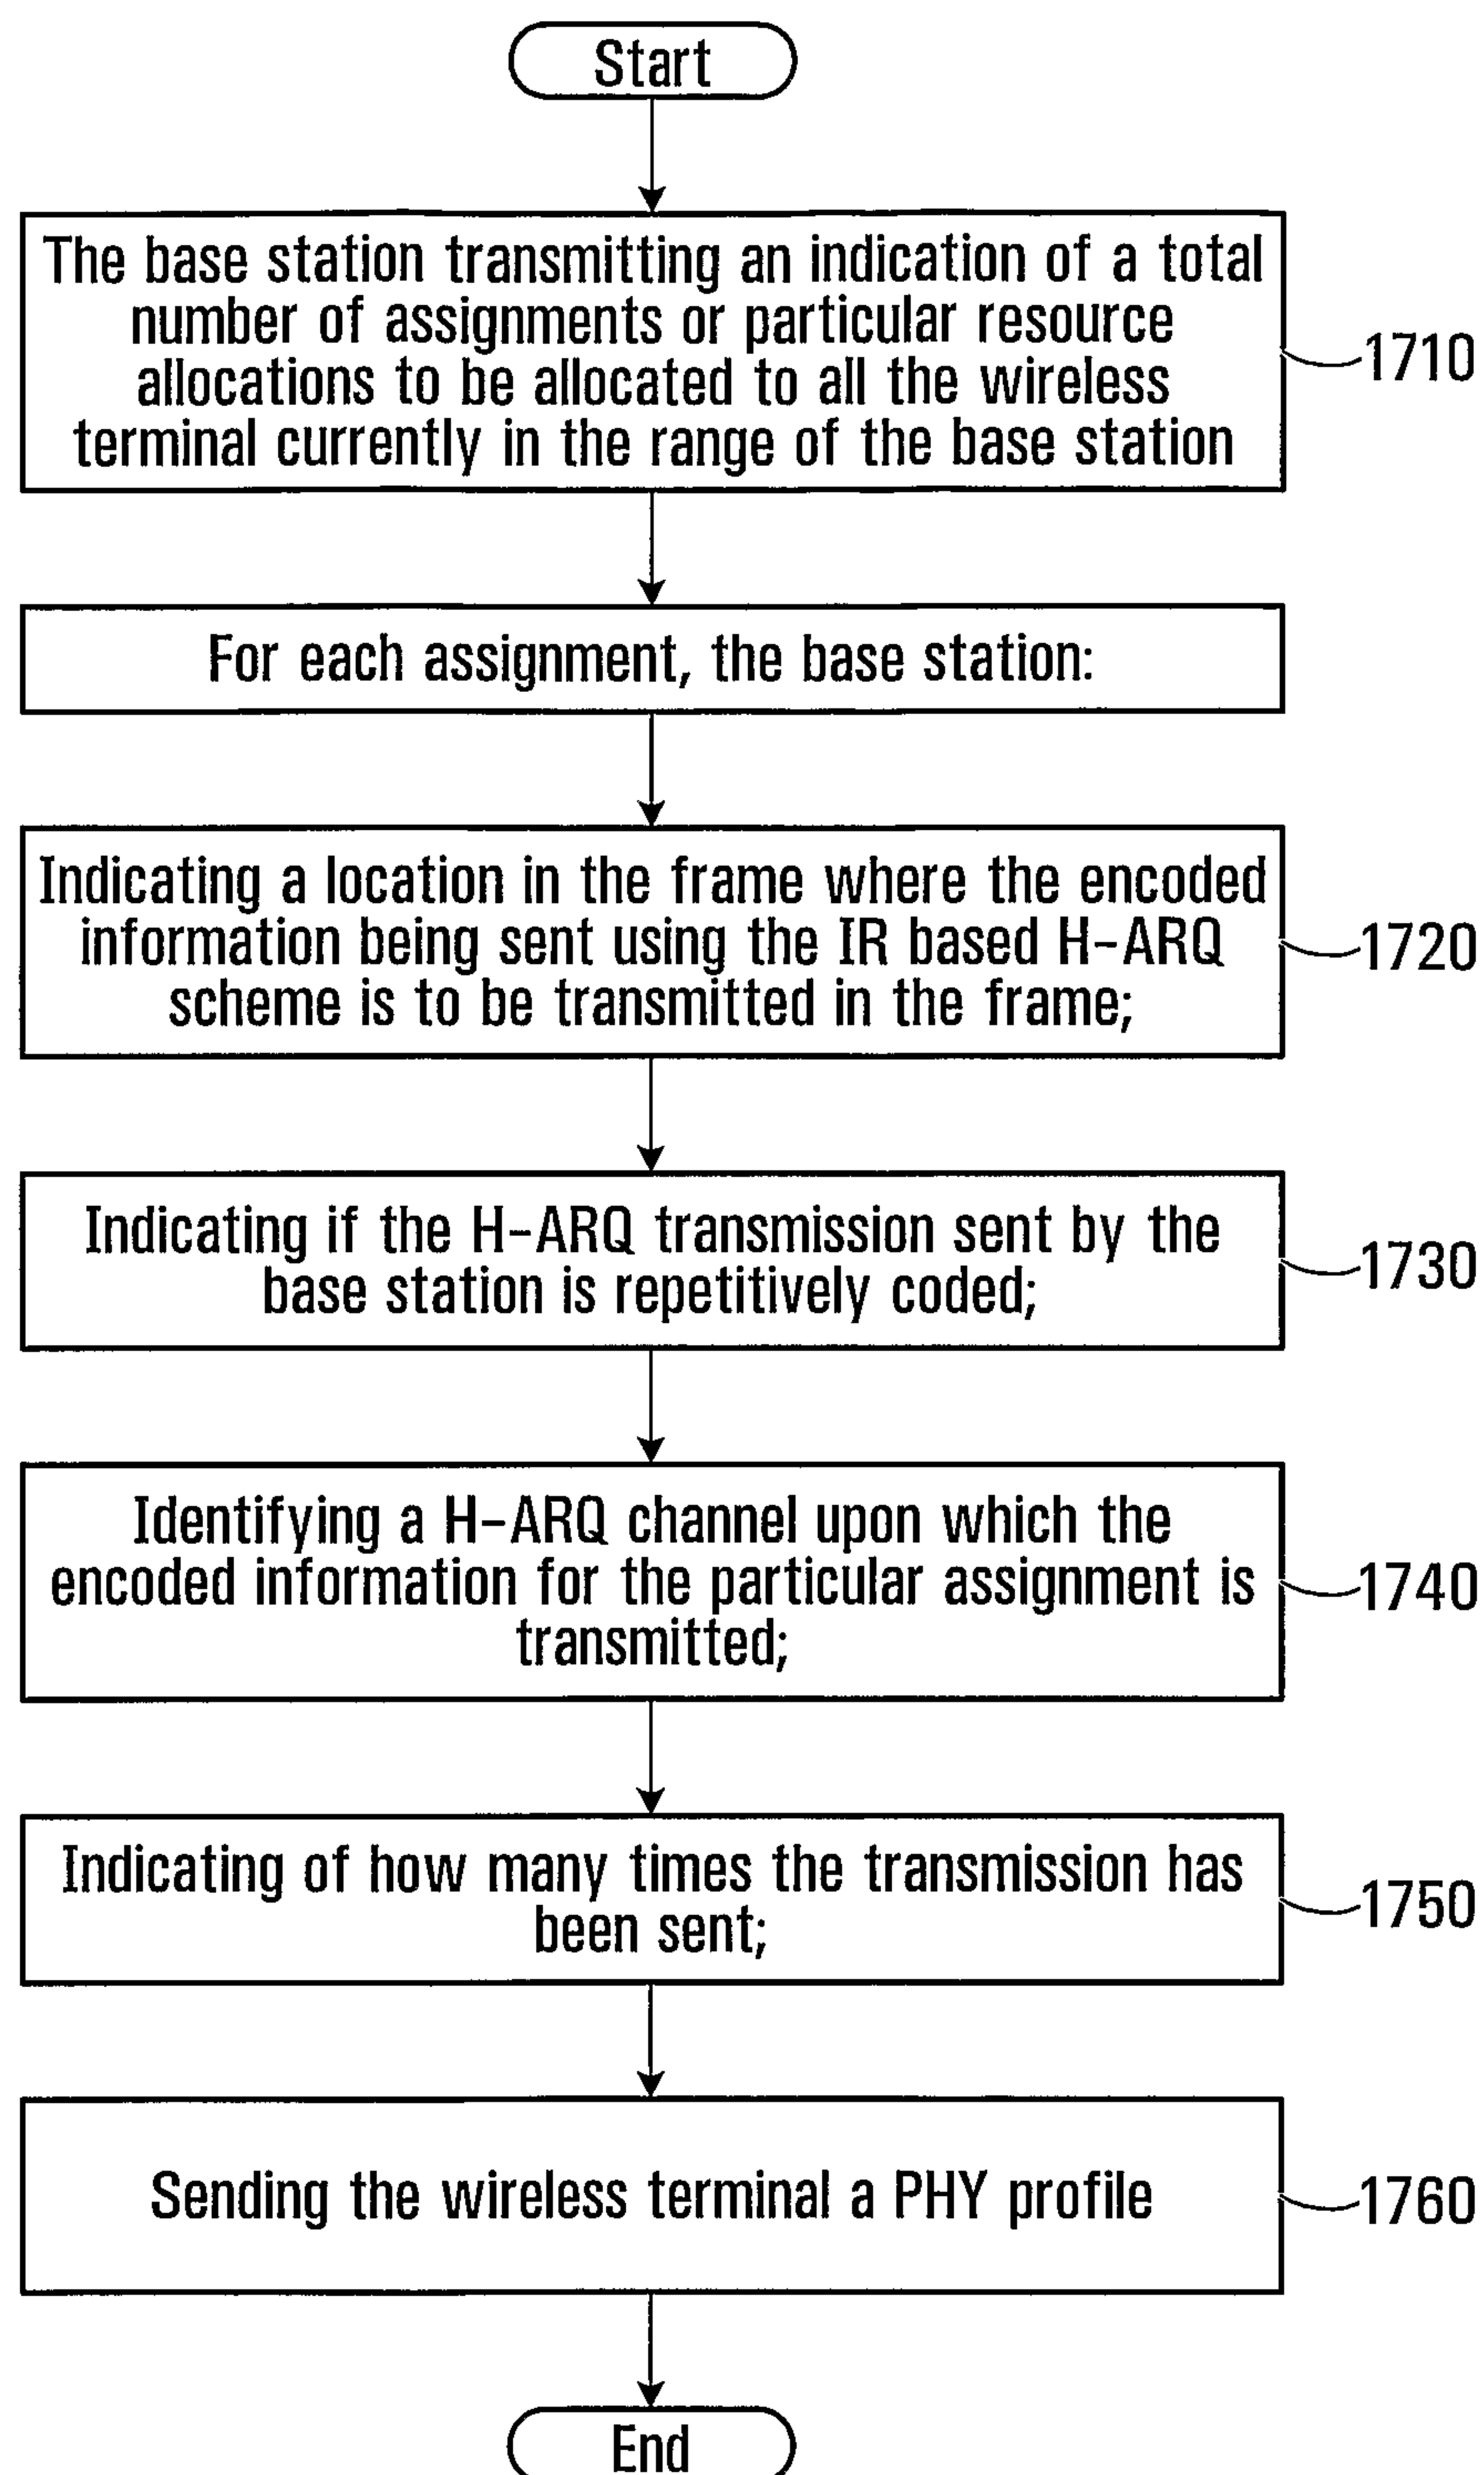 Start
The base station transmitting an indication of a total
number of assignments or particular resource
allocations to be allocated to all the wireless
terminal currently in the range of the base station
1710
For each assignment, the base station:
Indicating a location in the frame where the encoded
information being sent using the IR based H-ARQ
scheme is to be transmitted in the frame;
1720
Indicating if the H-ARQ transmission sent by the
base station is repetitively coded;
1730
Identifying a H-ARQ channel upon which the
encoded information for the particular assignment is
transmitted;
1740
Indicating of how many times the transmission has
been sent;
1750
Sending the wireless terminal a PHY profile
1760
End